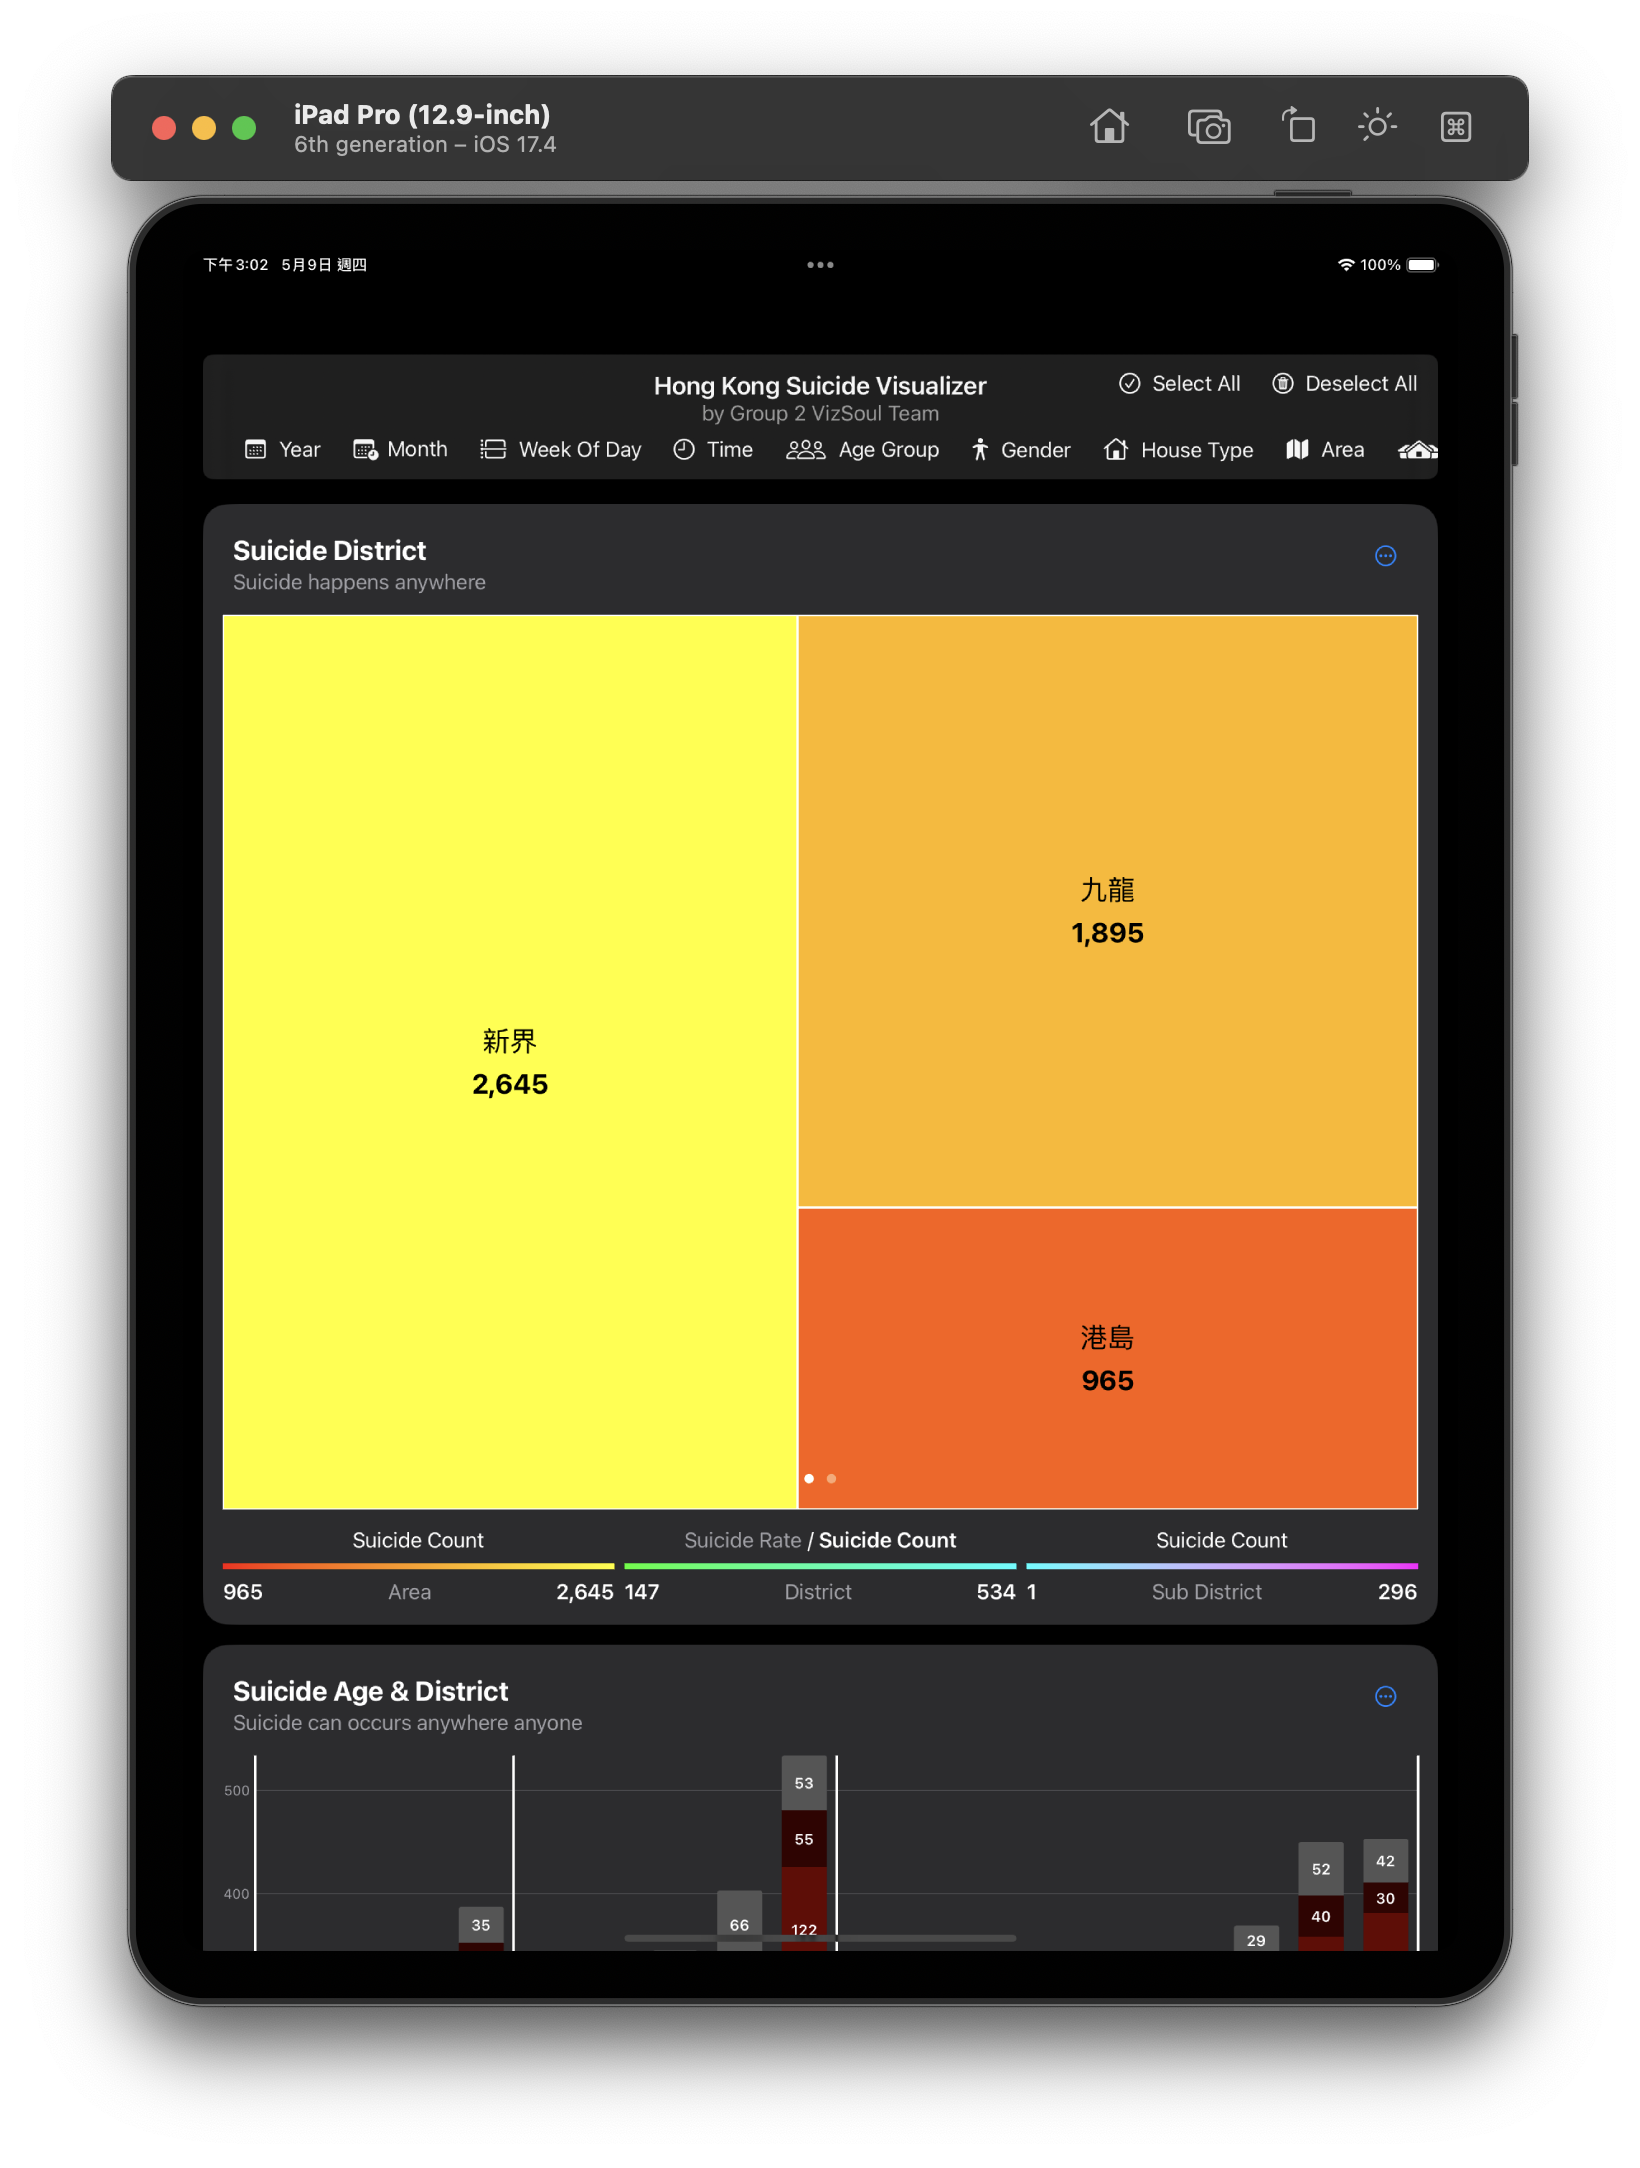 iPad Pro (12.9-inch)
6th generation – iOS 17.4
下午3:02 5月9日 週四
100%
Hong Kong Suicide Visualizer
by Group 2 VizSoul Team
Select All Deselect All
Year Month Week Of Day Time Age Group Gender House Type Area
Suicide District
Suicide happens anywhere
九龍
1,895
新界
2,645
港島
965
Suicide Count
965 Area 2,645
Suicide Rate / Suicide Count
147 District 534
Suicide Count
1 Sub District 296
Suicide Age & District
Suicide can occurs anywhere anyone
500
400
35
66
53
55
122
29
52
40
42
30